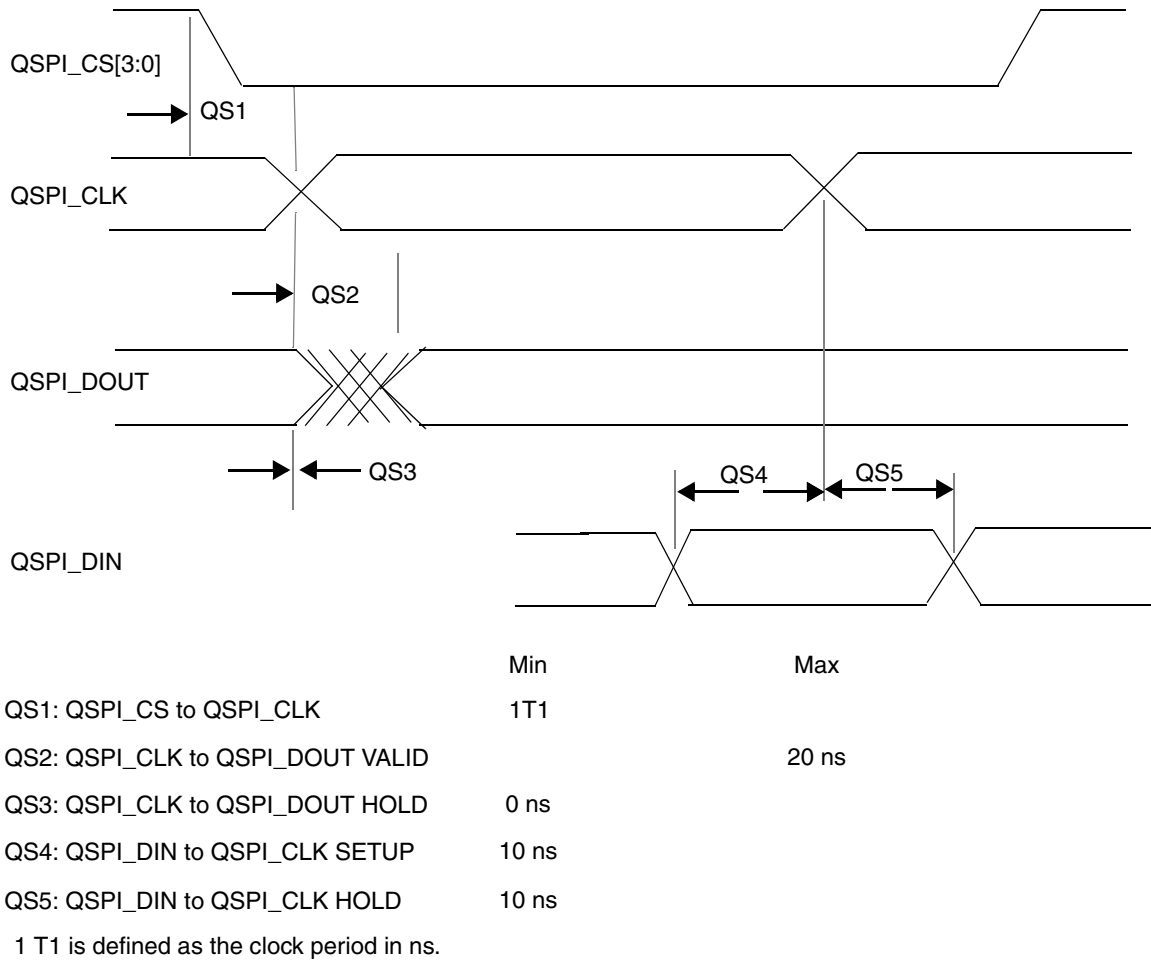 QSPI_CS[3:0]
QS1
QSPI_CLK
QS2
QSPI_DOUT
QS3
QS4
QS5
QSPI_DIN
Min Max
QS1: QSPI_CS to QSPI_CLK 1T1
QS2: QSPI_CLK to QSPI_DOUT VALID 20 ns
QS3: QSPI_CLK to QSPI_DOUT HOLD 0 ns
QS4: QSPI_DIN to QSPI_CLK SETUP 10 ns
QS5: QSPI_DIN to QSPI_CLK HOLD 10 ns
1 T1 is defined as the clock period in ns.